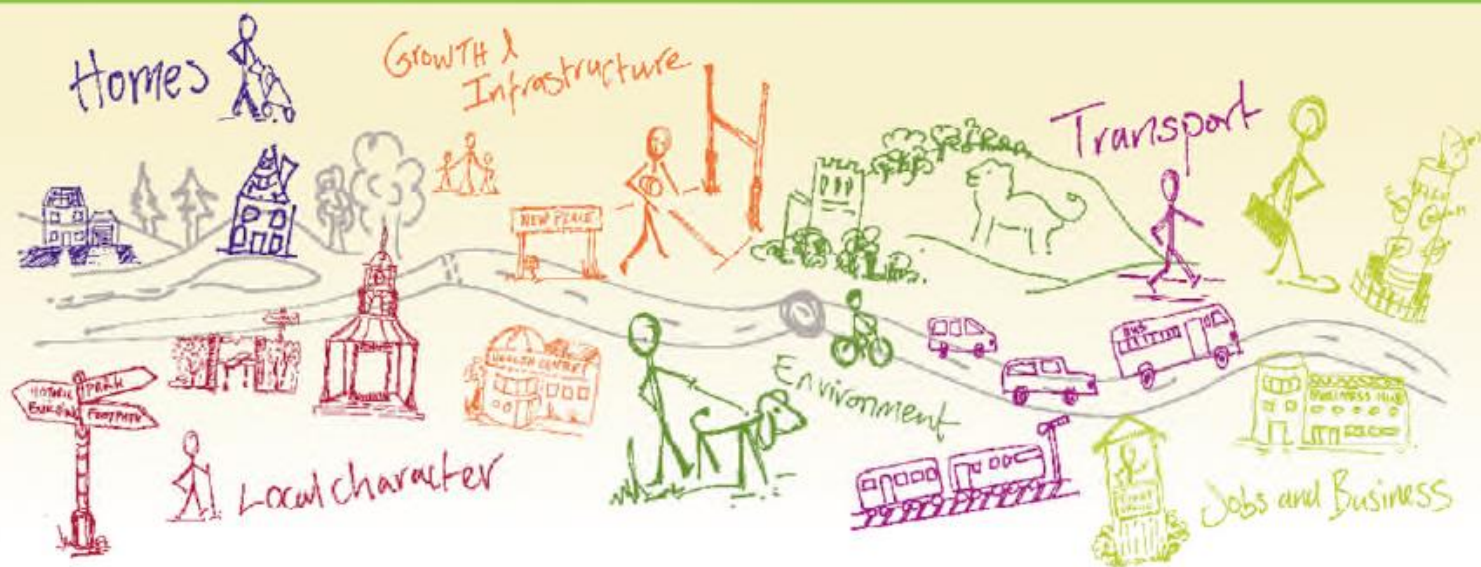 Homes
Growth &
Infrastructure
Transport
NEW PLACE
HEALTH CENTRE
BUS
Environment
PARK
HISTORIC
BUILDING
FOOTPATH
Local character
BUSINESS HUB
Jobs and Business